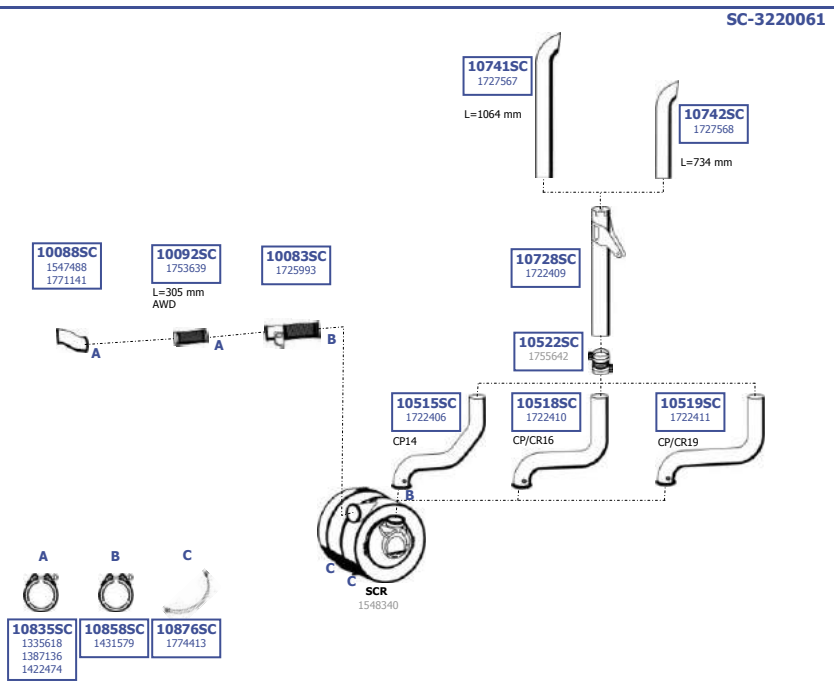 SC-3220061
10741SC
1727567
L=1064 mm
10742SC
1727568
L=734 mm
10088SC
1547488
1771141
10092SC
1753639
L=305 mm
AWD
10083SC
1725993
10728SC
1722409
A
A
B
10522SC
1755642
10515SC
1722406
CP14
10518SC
1722410
CP/CR16
10519SC
1722411
CP/CR19
B
C
C
SCR
1548340
A
B
C
10835SC
1335618
1387136
1422474
10858SC
1431579
10876SC
1774413